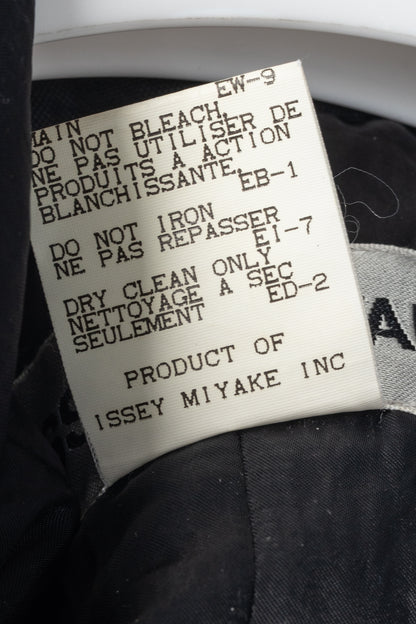 EW-9
DO NOT BLEACH,
NE PAS UTILISER DE
PRODUITS A ACTION
BLANCHISSANTE,
EB-1
DO NOT IRON
NE PAS REPASSER
EI-7
DRY CLEAN ONLY
NETTOYAGE A SEC
SEULEMENT ED-2
PRODUCT OF
ISSEY MIYAKE INC